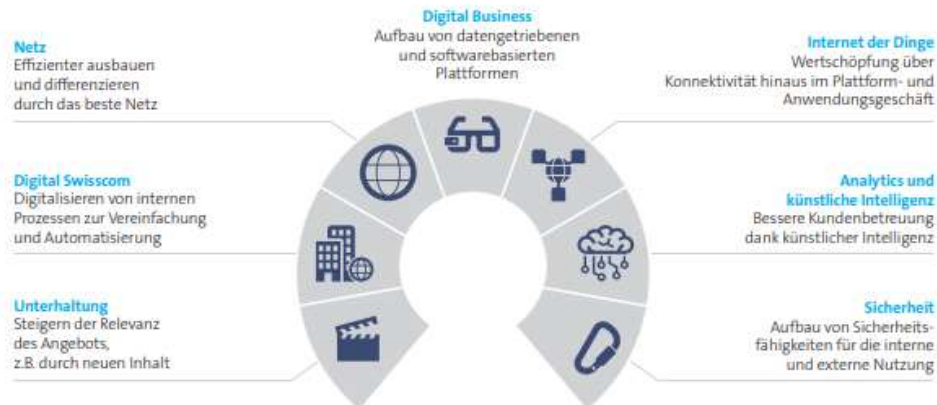 Digital Business
Aufbau von datengetriebenen
und softwarebasierten
Plattformen
Netz
Effizienter ausbauen
und differenzieren
durch das beste Netz
Internet der Dinge
Wertschöpfung über
Konnektivität hinaus im Plattform- und
Anwendungsgeschäft
Digital Swisscom
Digitalisieren von internen
Prozessen zur Vereinfachung
und Automatisierung
Analytics und
künstliche Intelligenz
Bessere Kundenbetreuung
dank künstlicher Intelligenz
Unterhaltung
Steigern der Relevanz
des Angebots,
z.B. durch neuen Inhalt
Sicherheit
Aufbau von Sicherheits-
fähigkeiten für die interne
und externe Nutzung